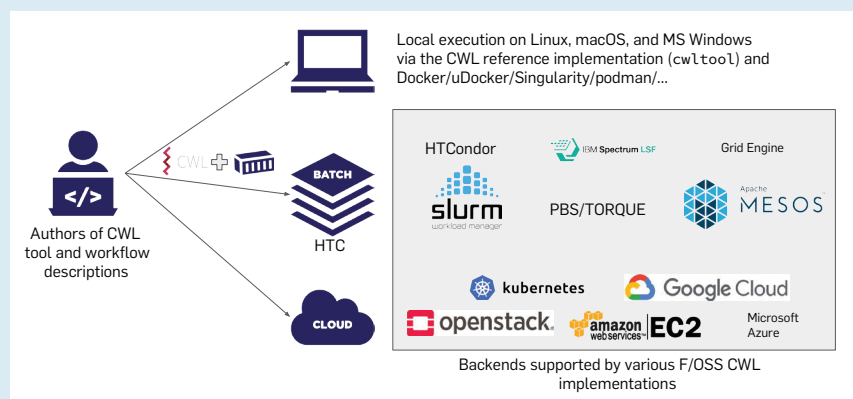 Local execution on Linux, macOS, and MS Windows
via the CWL reference implementation (cwltool) and
Docker/uDocker/Singularity/podman/...
CWL
</>
Authors of CWL
tool and workflow
descriptions
BATCH
HTC
CLOUD
HTCondor
IBM Spectrum LSF
Grid Engine
slurm
workload manager
PBS/TORQUE
Apache
MESOS
kubernetes
Google Cloud
openstack.
amazon
webservices™
EC2
Microsoft
Azure
Backends supported by various F/OSS CWL
implementations